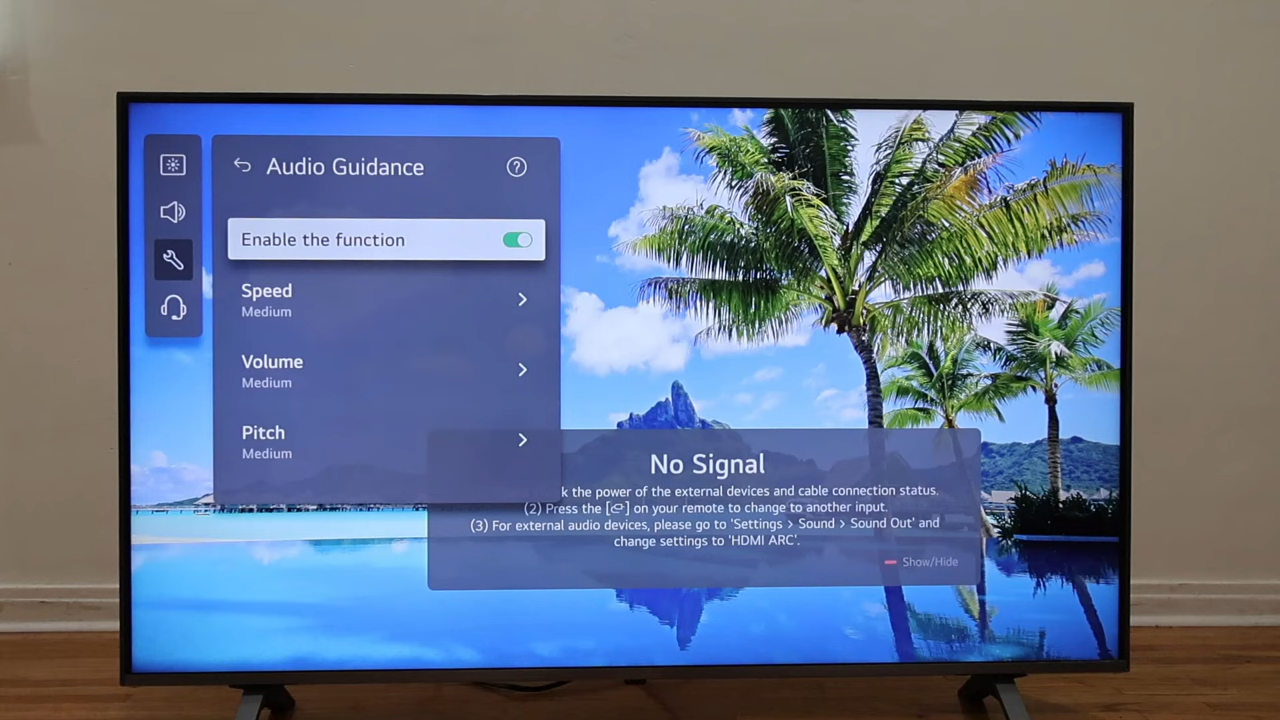 Audio Guidance
Enable the function
Speed
Medium
Volume
Medium
Pitch
Medium
No Signal
k the power of the external devices and cable connection status.
(2) Press the [] on your remote to change to another input.
(3) For external audio devices, please go to 'Settings > Sound > Sound Out' and
change settings to 'HDMI ARC'.
Show/Hide